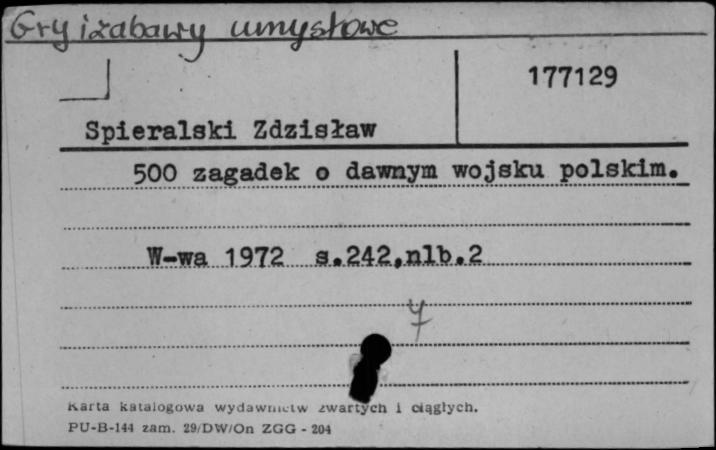 Gry i zabawy umysłowe
177129
Spieralski Zdzisław
500 zagadek o dawnym wojsku polskim.
W-wa 1972 s.242,nlb.2
Karta katalogowa wydawnictw zwartych i ciągłych.
PU-B-144 zam. 29/DW/On ZGG - 204